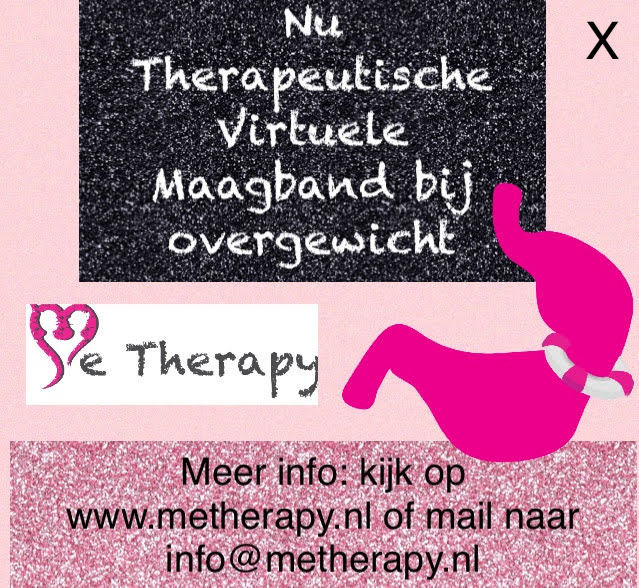 Nu
Therapeutische
Virtuele
Maagband bij
overgewicht
X
Me Therapy
Meer info: kijk op
www.metherapy.nl of mail naar
info@metherapy.nl